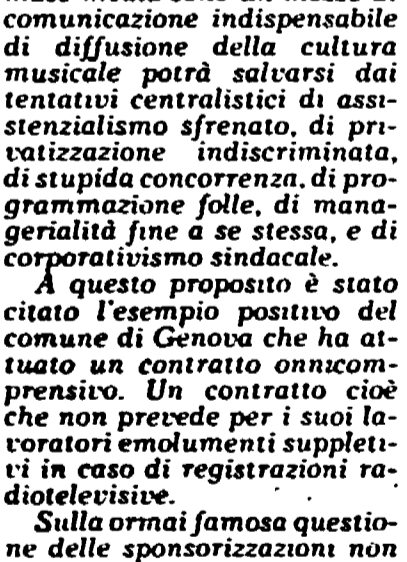 comunicazione indispensabile
di diffusione della cultura
musicale potrà salvarsi dai
tentativi centralistici di assi-
stenzialismo sfrenato, di pri-
vatizzazione indiscriminata,
di stupida concorrenza, di pro-
grammazione folle, di mana-
gerialità fine a se stessa, e di
corporativismo sindacale.
A questo proposito è stato
citato l'esempio positivo del
comune di Genova che ha at-
tuato un contratto onnicom-
prensivo. Un contratto cioè
che non prevede per i suoi la-
voratori emolumenti suppleti-
vi in caso di registrazioni ra-
diotelevisive.
Sulla ormai famosa questio-
ne delle sponsorizzazioni non